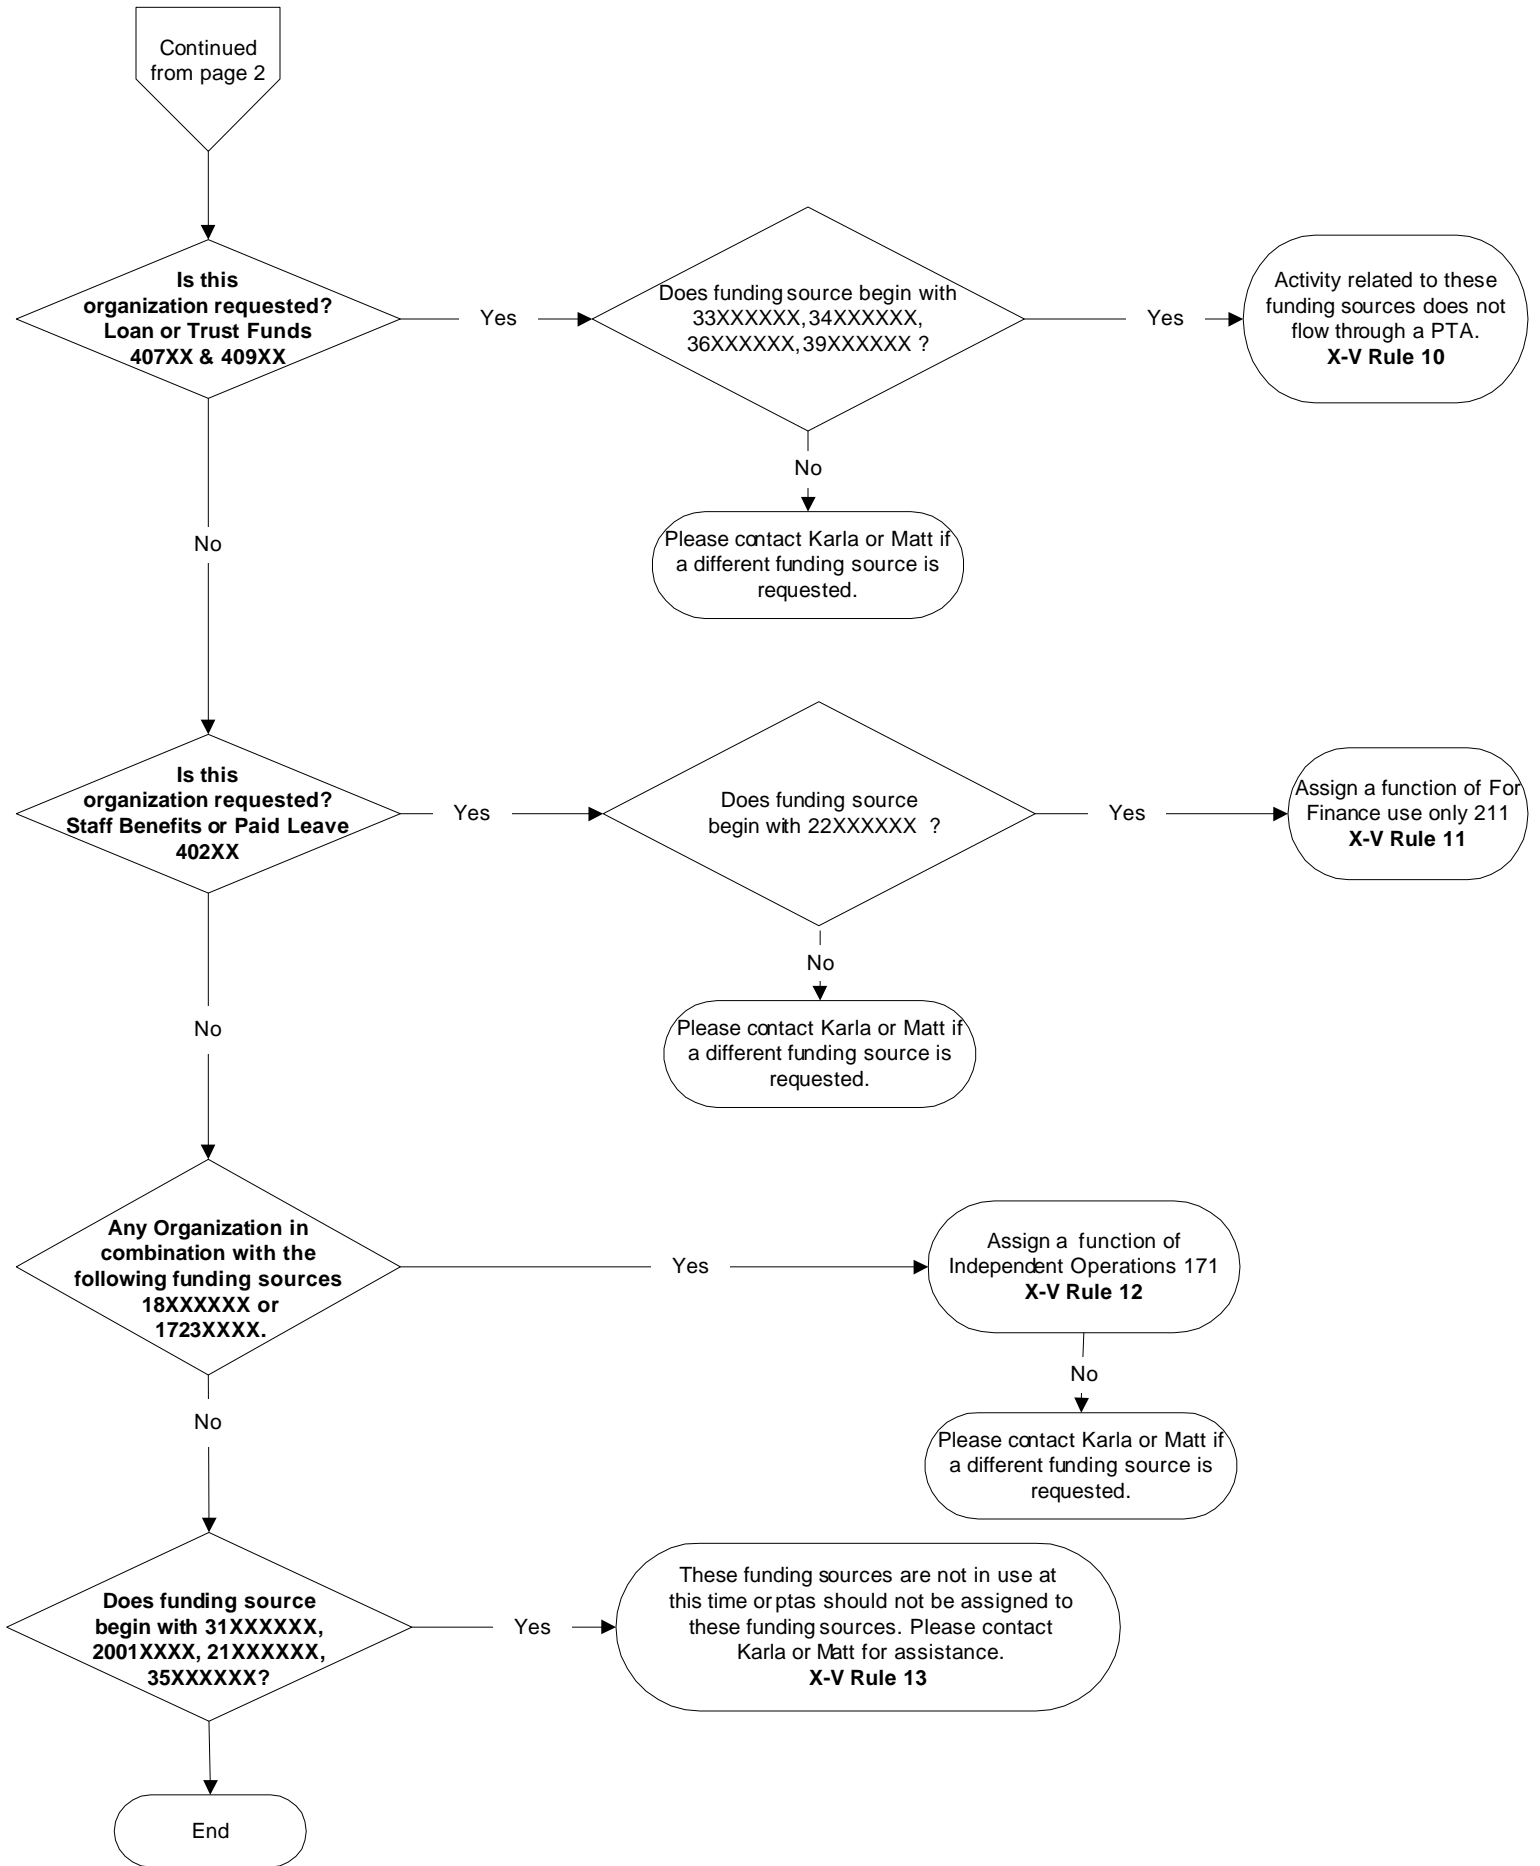 Continued
from page 2
Is this
organization requested?
Loan or Trust Funds
407XX & 409XX
Yes
Does funding source begin with
33XXXXXX, 34XXXXXX,
36XXXXXX, 39XXXXXX ?
Yes
Activity related to these
funding sources does not
flow through a PTA.
X-V Rule 10
No
Please contact Karla or Matt if
a different funding source is
requested.
No
Is this
organization requested?
Staff Benefits or Paid Leave
402XX
Yes
Does funding source
begin with 22XXXXXX ?
Yes
Assign a function of For
Finance use only 211
X-V Rule 11
No
Please contact Karla or Matt if
a different funding source is
requested.
No
Any Organization in
combination with the
following funding sources
18XXXXXX or
1723XXXX.
Yes
Assign a function of
Independent Operations 171
X-V Rule 12
No
Please contact Karla or Matt if
a different funding source is
requested.
No
Does funding source
begin with 31XXXXXX,
2001XXXX, 21XXXXXX,
35XXXXXX?
Yes
These funding sources are not in use at
this time or ptas should not be assigned to
these funding sources. Please contact
Karla or Matt for assistance.
X-V Rule 13
End